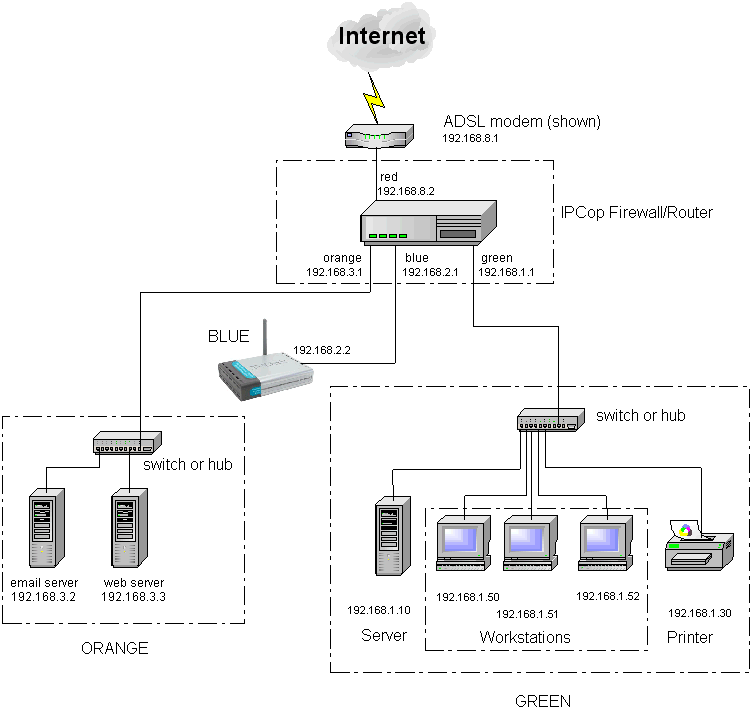 Internet
ADSL modem (shown)
192.168.8.1
red
192.168.8.2
IPCop Firewall/Router
orange
192.168.3.1
blue
192.168.2.1
green
192.168.1.1
BLUE
192.168.2.2
switch or hub
switch or hub
email server
192.168.3.2
web server
192.168.3.3
ORANGE
192.168.1.10
Server
192.168.1.50
192.168.1.51
192.168.1.52
Workstations
192.168.1.30
Printer
GREEN